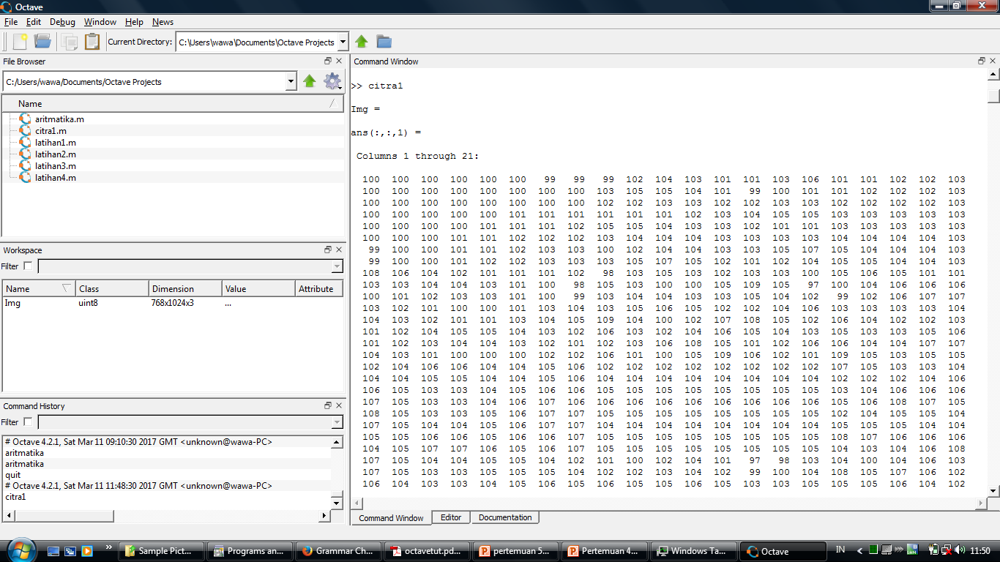 Octave
File Edit Debug Window Help News
Current Directory: C:\Users\wawa\Documents\Octave Projects
File Browser
C:/Users/wawa/Documents/Octave Projects
Name
aritmatika.m
citra1.m
latihan1.m
latihan2.m
latihan3.m
latihan4.m
Workspace
Filter
Name Class Dimension Value Attribute
Img uint8 768x1024x3 ...
Command History
Filter
# Octave 4.2.1, Sat Mar 11 09:10:30 2017 GMT <unknown@wawa-PC>
aritmatika
aritmatika
quit
# Octave 4.2.1, Sat Mar 11 11:48:30 2017 GMT <unknown@wawa-PC>
citra1
Command Window
>> citra1
Img =
ans(:,:,1) =
Columns 1 through 21:
100 100 100 100 100 100 99 99 99 102 104 103 101 101 103 106 101 101 102 102 103
100 100 100 100 100 100 100 100 103 105 105 104 101 99 100 101 101 102 102 102 103
100 100 100 100 100 100 100 100 102 102 103 103 102 102 103 103 102 102 102 102 103
100 100 100 100 100 101 101 101 101 101 101 102 103 104 105 105 103 103 103 103 103
100 100 100 100 101 101 101 102 105 105 104 103 103 102 101 101 103 103 103 103 103
100 100 100 101 101 102 102 102 103 104 104 104 103 103 103 103 104 104 104 104 103
99 100 100 101 101 102 103 103 100 102 104 104 103 103 105 107 105 104 104 104 103
99 100 100 101 102 102 103 103 103 105 107 105 102 101 102 104 105 105 104 104 103
108 106 104 102 101 101 101 102 98 103 105 103 102 103 103 100 105 106 105 101 101
103 103 104 104 103 101 100 98 105 103 100 100 105 109 105 97 100 104 106 106 106
100 101 102 103 103 101 100 99 103 104 104 103 103 105 104 102 99 102 106 107 107
103 102 101 100 100 101 103 104 103 105 106 105 102 102 104 106 103 103 103 103 104
104 103 102 101 101 103 104 105 109 104 100 102 107 108 105 102 106 104 102 102 103
101 102 104 105 105 104 103 102 106 103 102 104 106 105 104 103 105 103 103 105 106
101 102 103 104 104 103 102 101 102 103 106 108 105 101 102 106 106 104 104 107 107
104 103 101 100 100 100 102 102 106 101 100 105 109 106 102 101 109 105 103 105 105
102 104 106 106 104 104 105 106 102 102 102 102 102 102 102 102 107 105 103 103 104
104 104 105 105 104 104 105 106 104 104 104 104 104 104 104 104 102 102 102 104 106
106 105 103 103 104 105 106 106 105 105 105 105 105 105 105 103 104 106 106 105
107 105 103 103 104 106 107 106 106 106 106 106 106 106 106 106 105 106 108 107 105
108 105 103 103 104 105 106 107 105 105 105 105 105 105 105 105 102 104 105 105 105
107 105 104 104 105 106 107 107 104 104 104 104 104 104 104 104 105 105 104 105 105
105 105 106 106 105 106 106 107 105 105 105 105 105 105 105 105 108 107 106 106 106
104 105 107 107 106 105 106 107 105 105 105 105 105 105 105 105 104 103 104 106 108
107 105 104 104 105 105 104 102 101 100 102 104 101 97 98 103 104 100 104 106 103
107 105 103 103 105 105 105 104 102 102 103 104 102 99 100 104 108 105 107 106 102
106 104 103 103 104 105 106 105 106 105 105 106 105 103 103 105 105 105 106 104 102
Command Window Editor Documentation
Sample Pict... Programs an... Grammar Ch... octavetut.pd... pertemuan 5... Pertemuan 4... Windows Ta... Octave IN 11:50